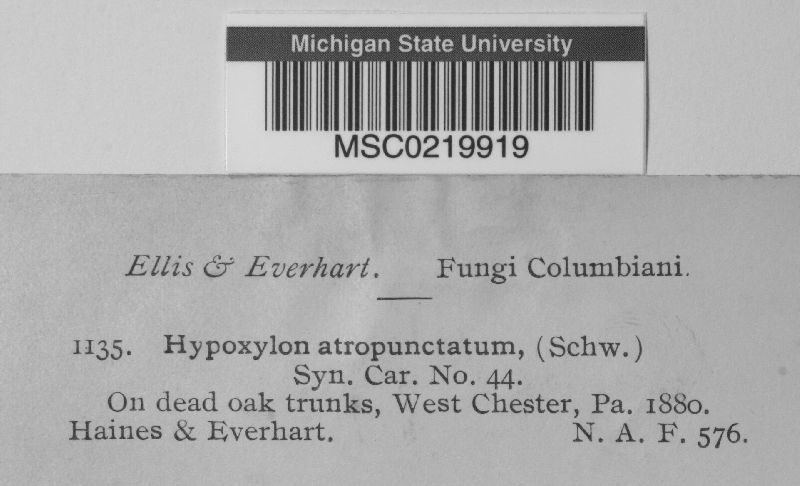 Michigan State University
MSC0219919
Ellis & Everhart. Fungi Columbiani.
1135. Hypoxylon atropunctatum, (Schw.)
Syn. Car. No. 44.
On dead oak trunks, West Chester, Pa. 1880.
Haines & Everhart. N. A. F. 576.